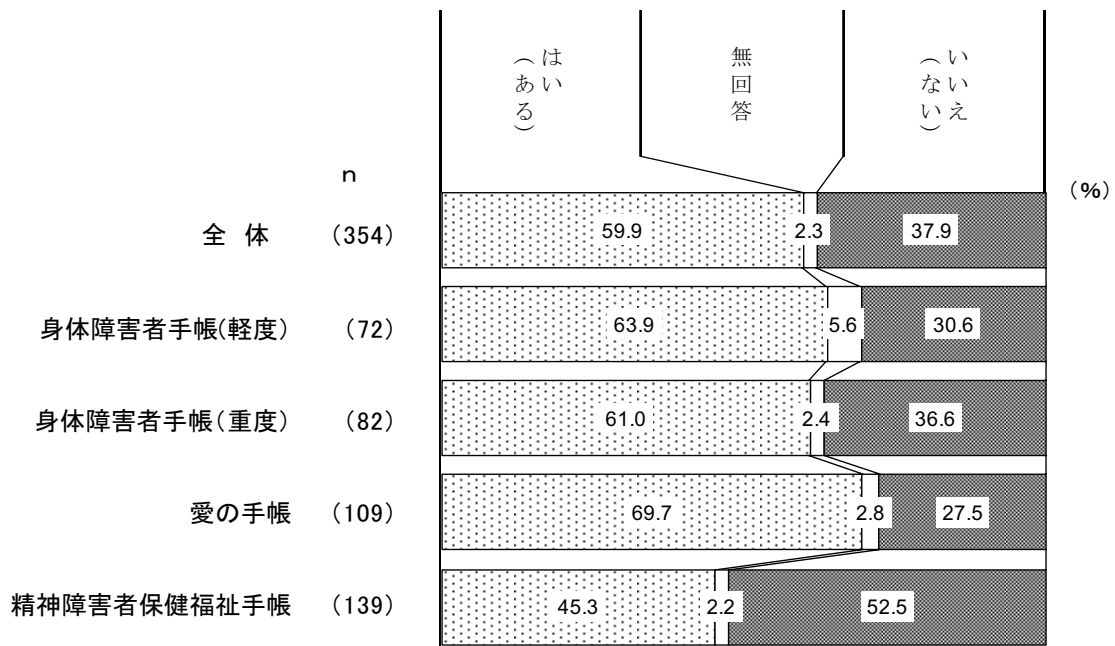 はい
（ある）
無回答
いいえ
（ない）
n
（%）
全 体 （354） 59.9 2.3 37.9
身体障害者手帳（軽度） （72） 63.9 5.6 30.6
身体障害者手帳（重度） （82） 61.0 2.4 36.6
愛の手帳 （109） 69.7 2.8 27.5
精神障害者保健福祉手帳 （139） 45.3 2.2 52.5